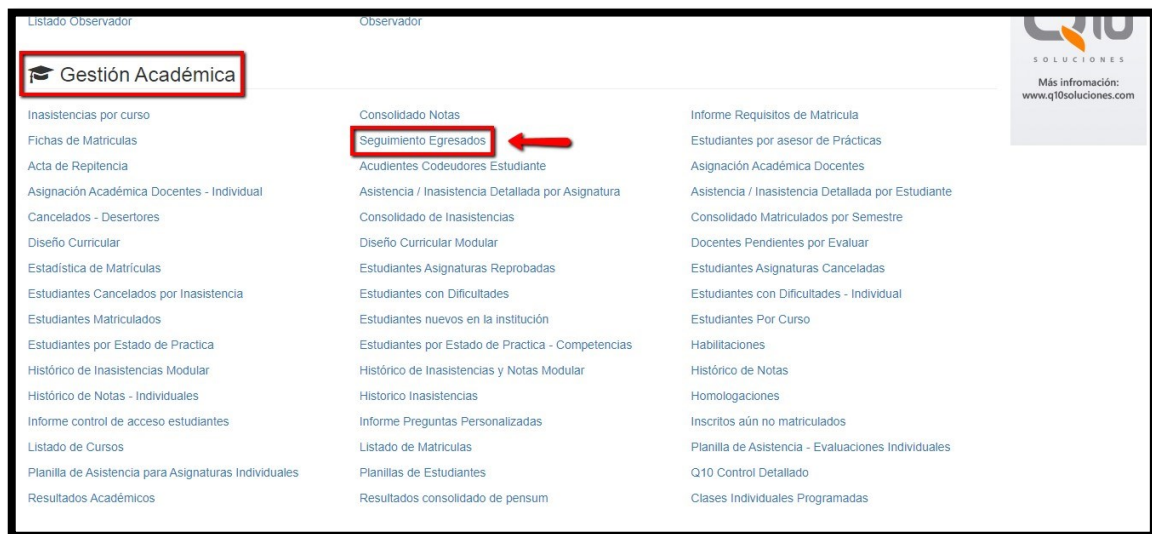 Listado Observador
Observador
Q10
SOLUCIONES
Más infromación:
www.q10soluciones.com
Gestión Académica
Inasistencias por curso
Consolidado Notas
Informe Requisitos de Matricula
Fichas de Matriculas
Seguimiento Egresados
Estudiantes por asesor de Prácticas
Acta de Repitencia
Acudientes Codeudores Estudiante
Asignación Académica Docentes
Asignación Académica Docentes - Individual
Asistencia / Inasistencia Detallada por Asignatura
Asistencia / Inasistencia Detallada por Estudiante
Cancelados - Desertores
Consolidado de Inasistencias
Consolidado Matriculados por Semestre
Diseño Curricular
Diseño Curricular Modular
Docentes Pendientes por Evaluar
Estadística de Matrículas
Estudiantes Asignaturas Reprobadas
Estudiantes Asignaturas Canceladas
Estudiantes Cancelados por Inasistencia
Estudiantes con Dificultades
Estudiantes con Dificultades - Individual
Estudiantes Matriculados
Estudiantes nuevos en la institución
Estudiantes Por Curso
Estudiantes por Estado de Practica
Estudiantes por Estado de Practica - Competencias
Habilitaciones
Histórico de Inasistencias Modular
Histórico de Inasistencias y Notas Modular
Histórico de Notas
Histórico de Notas - Individuales
Historico Inasistencias
Homologaciones
Informe control de acceso estudiantes
Informe Preguntas Personalizadas
Inscritos aún no matriculados
Listado de Cursos
Listado de Matriculas
Planilla de Asistencia - Evaluaciones Individuales
Planilla de Asistencia para Asignaturas Individuales
Planillas de Estudiantes
Q10 Control Detallado
Resultados Académicos
Resultados consolidado de pensum
Clases Individuales Programadas